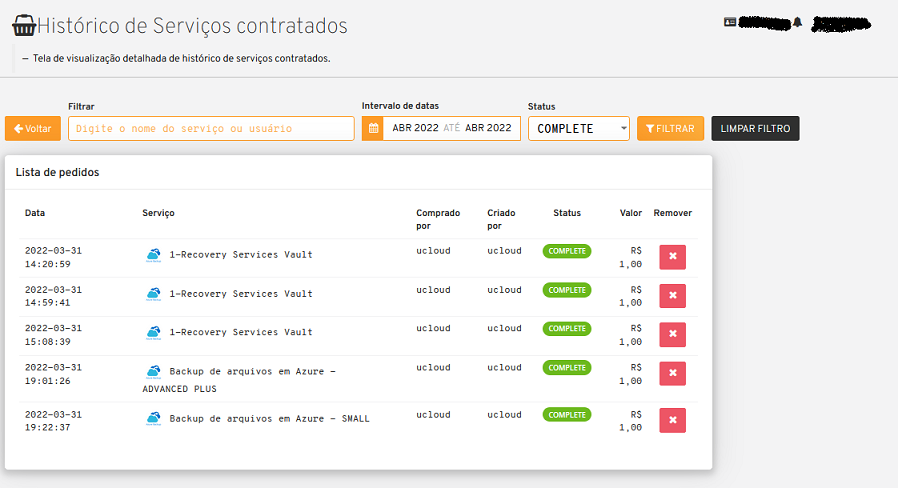 Histórico de Serviços contratados
— Tela de visualização detalhada de histórico de serviços contratados.
Filtrar
Intervalo de datas
Status
Voltar
Digite o nome do serviço ou usuário
ABR 2022 ATÉ ABR 2022
COMPLETE
FILTRAR
LIMPAR FILTRO
Lista de pedidos
Data Serviço Comprado por Criado por Status Valor Remover
2022-03-31 14:20:59 1-Recovery Services Vault ucloud ucloud COMPLETE R$ 1,00
2022-03-31 14:59:41 1-Recovery Services Vault ucloud ucloud COMPLETE R$ 1,00
2022-03-31 15:08:39 1-Recovery Services Vault ucloud ucloud COMPLETE R$ 1,00
2022-03-31 19:01:26 Backup de arquivos em Azure - ADVANCED PLUS ucloud ucloud COMPLETE R$ 1,00
2022-03-31 19:22:37 Backup de arquivos em Azure - SMALL ucloud ucloud COMPLETE R$ 1,00